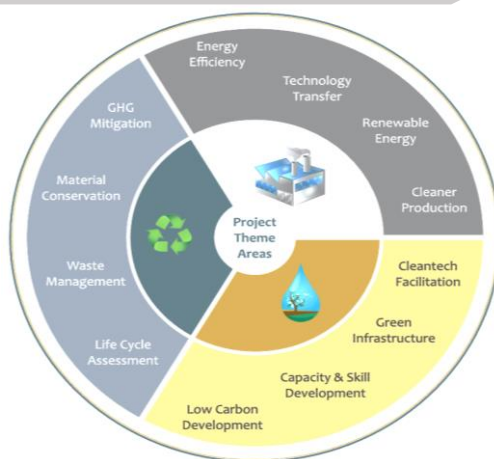 Energy
Efficiency
Technology
Transfer
Renewable
Energy
Cleaner
Production
GHG
Mitigation
Material
Conservation
Waste
Management
Life Cycle
Assessment
Project
Theme
Areas
Cleantech
Facilitation
Green
Infrastructure
Capacity & Skill
Development
Low Carbon
Development